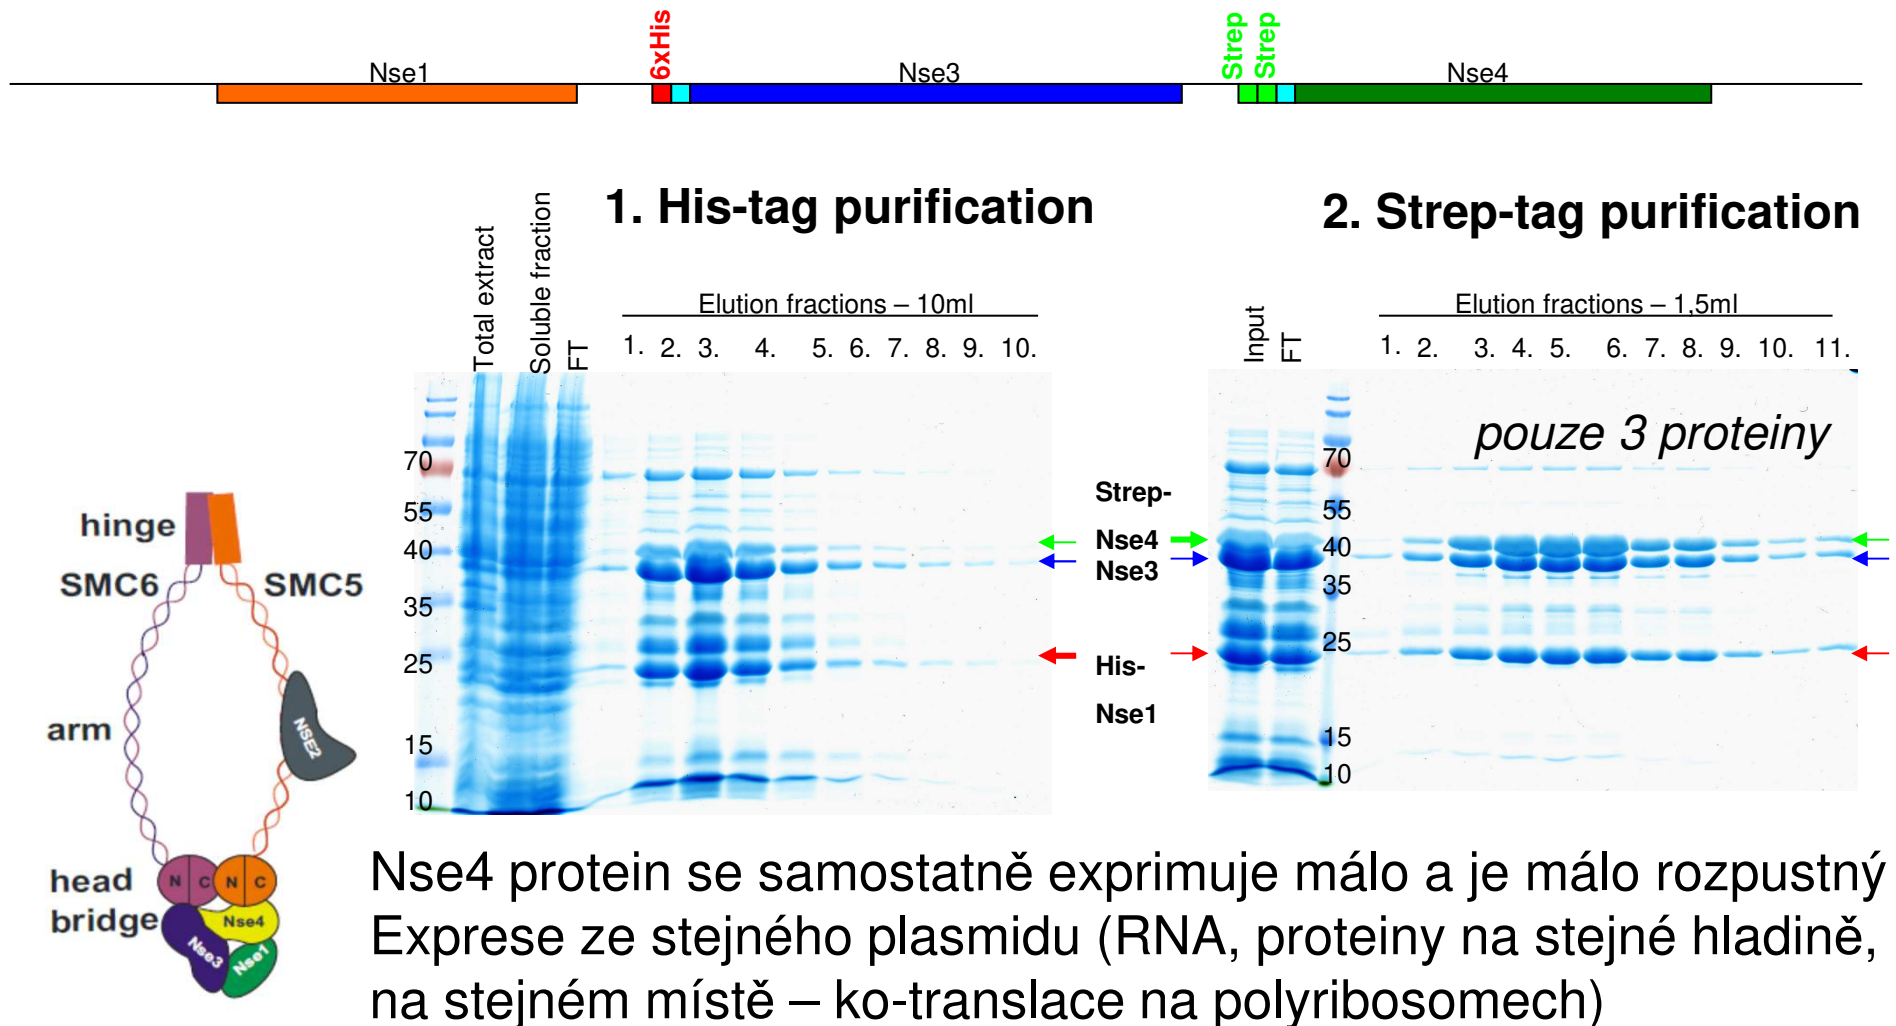 Nse1
6xHis
Nse3
Strep
Strep
Nse4
1. His-tag purification
2. Strep-tag purification
Total extract
Soluble fraction
FT
Elution fractions – 10ml
1. 2. 3. 4. 5. 6. 7. 8. 9. 10.
Input
FT
Elution fractions – 1,5ml
1. 2. 3. 4. 5. 6. 7. 8. 9. 10. 11.
pouze 3 proteiny
70
55
40
35
25
15
10
Strep-
Nse4
Nse3
His-
Nse1
70
55
40
35
25
15
10
hinge
SMC6
SMC5
arm
NSE2
head
N C N C
bridge
Nse4
Nse3
Nse1
Nse4 protein se samostatně exprimuje málo a je málo rozpustný
Exprese ze stejného plasmidu (RNA, proteiny na stejné hladině,
na stejném místě – ko-translace na polyribosomech)